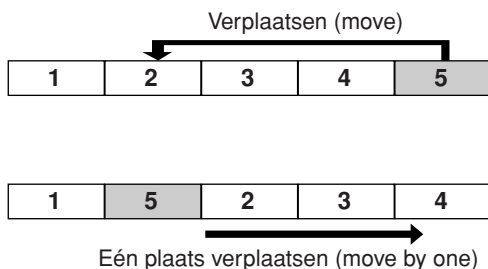 Verplaatsen (move)
1 2 3 4 5
1 5 2 3 4
Eén plaats verplaatsen (move by one)